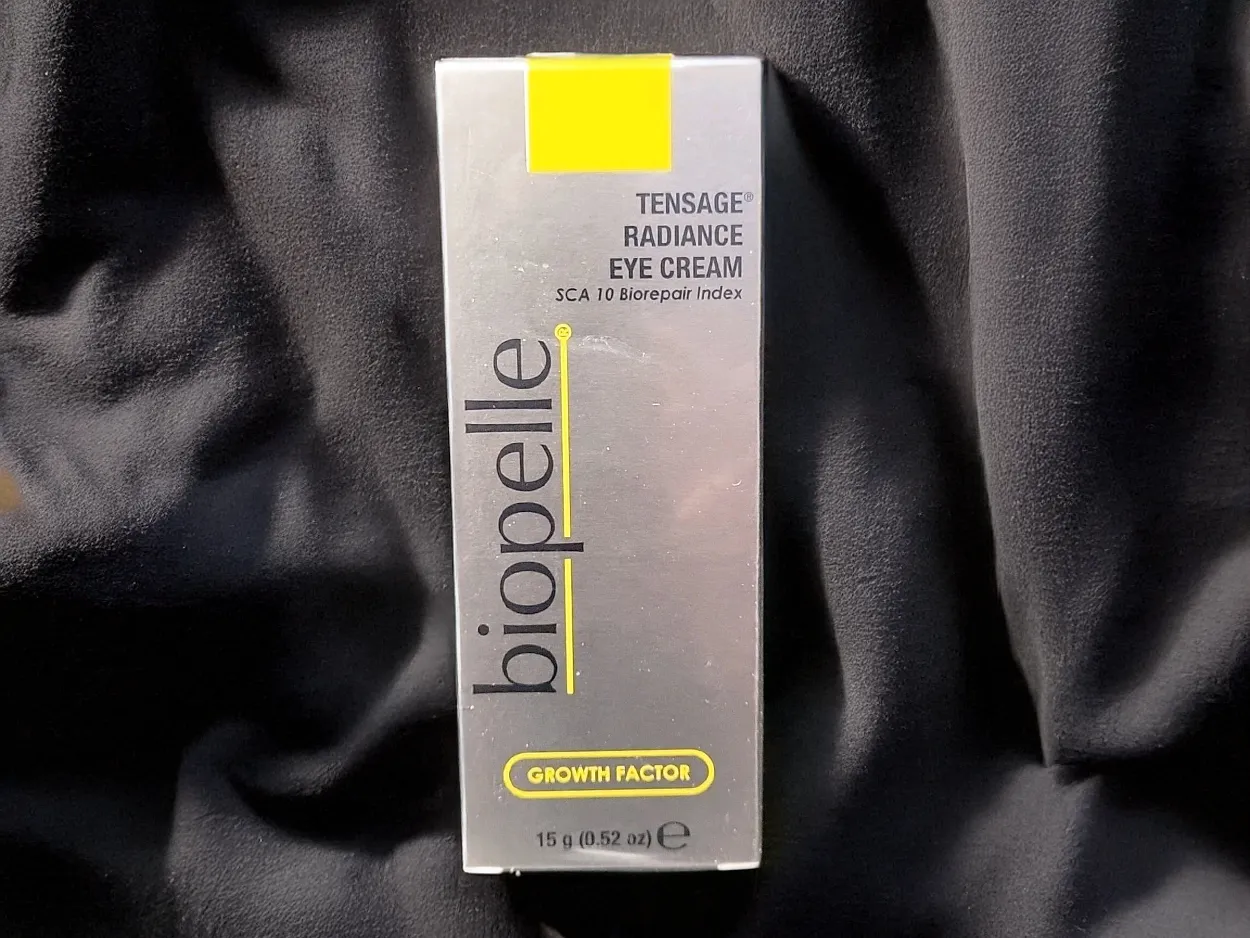 TENSAGE®
RADIANCE
EYE CREAM
SCA 10 Biorepair Index
biopelle®
GROWTH FACTOR
15 g (0.52 oz) ℮